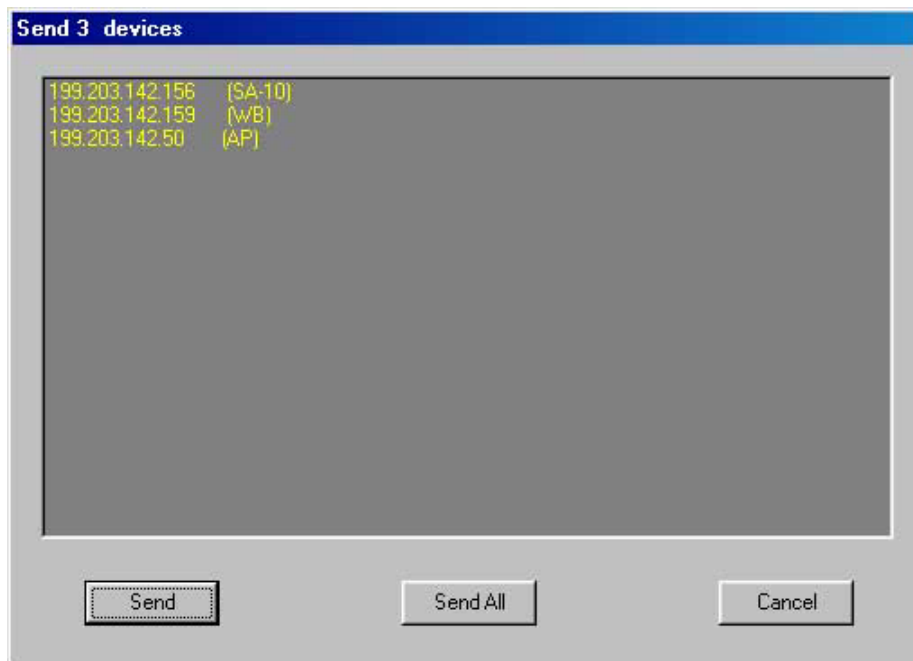 Send 3 devices
199.203.142.156 (SA-10)
199.203.142.159 (WB)
199.203.142.50 (AP)
Send Send All Cancel